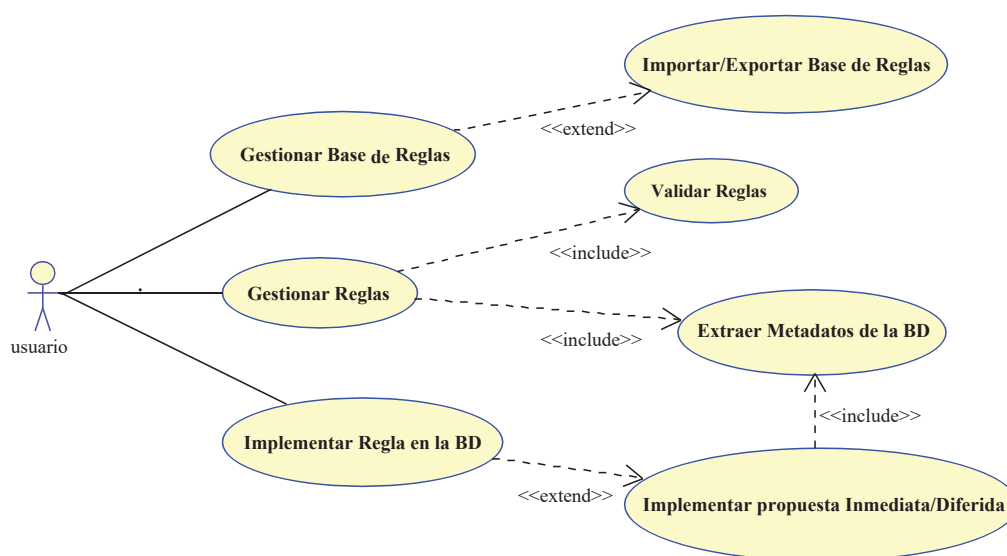 Importar/Exportar Base de Reglas
<<extend>>
Gestionar Base de Reglas
Validar Reglas
<<include>>
Gestionar Reglas
usuario
Extraer Metadatos de la BD
<<include>>
<<include>>
Implementar Regla en la BD
<<extend>>
Implementar propuesta Inmediata/Diferida